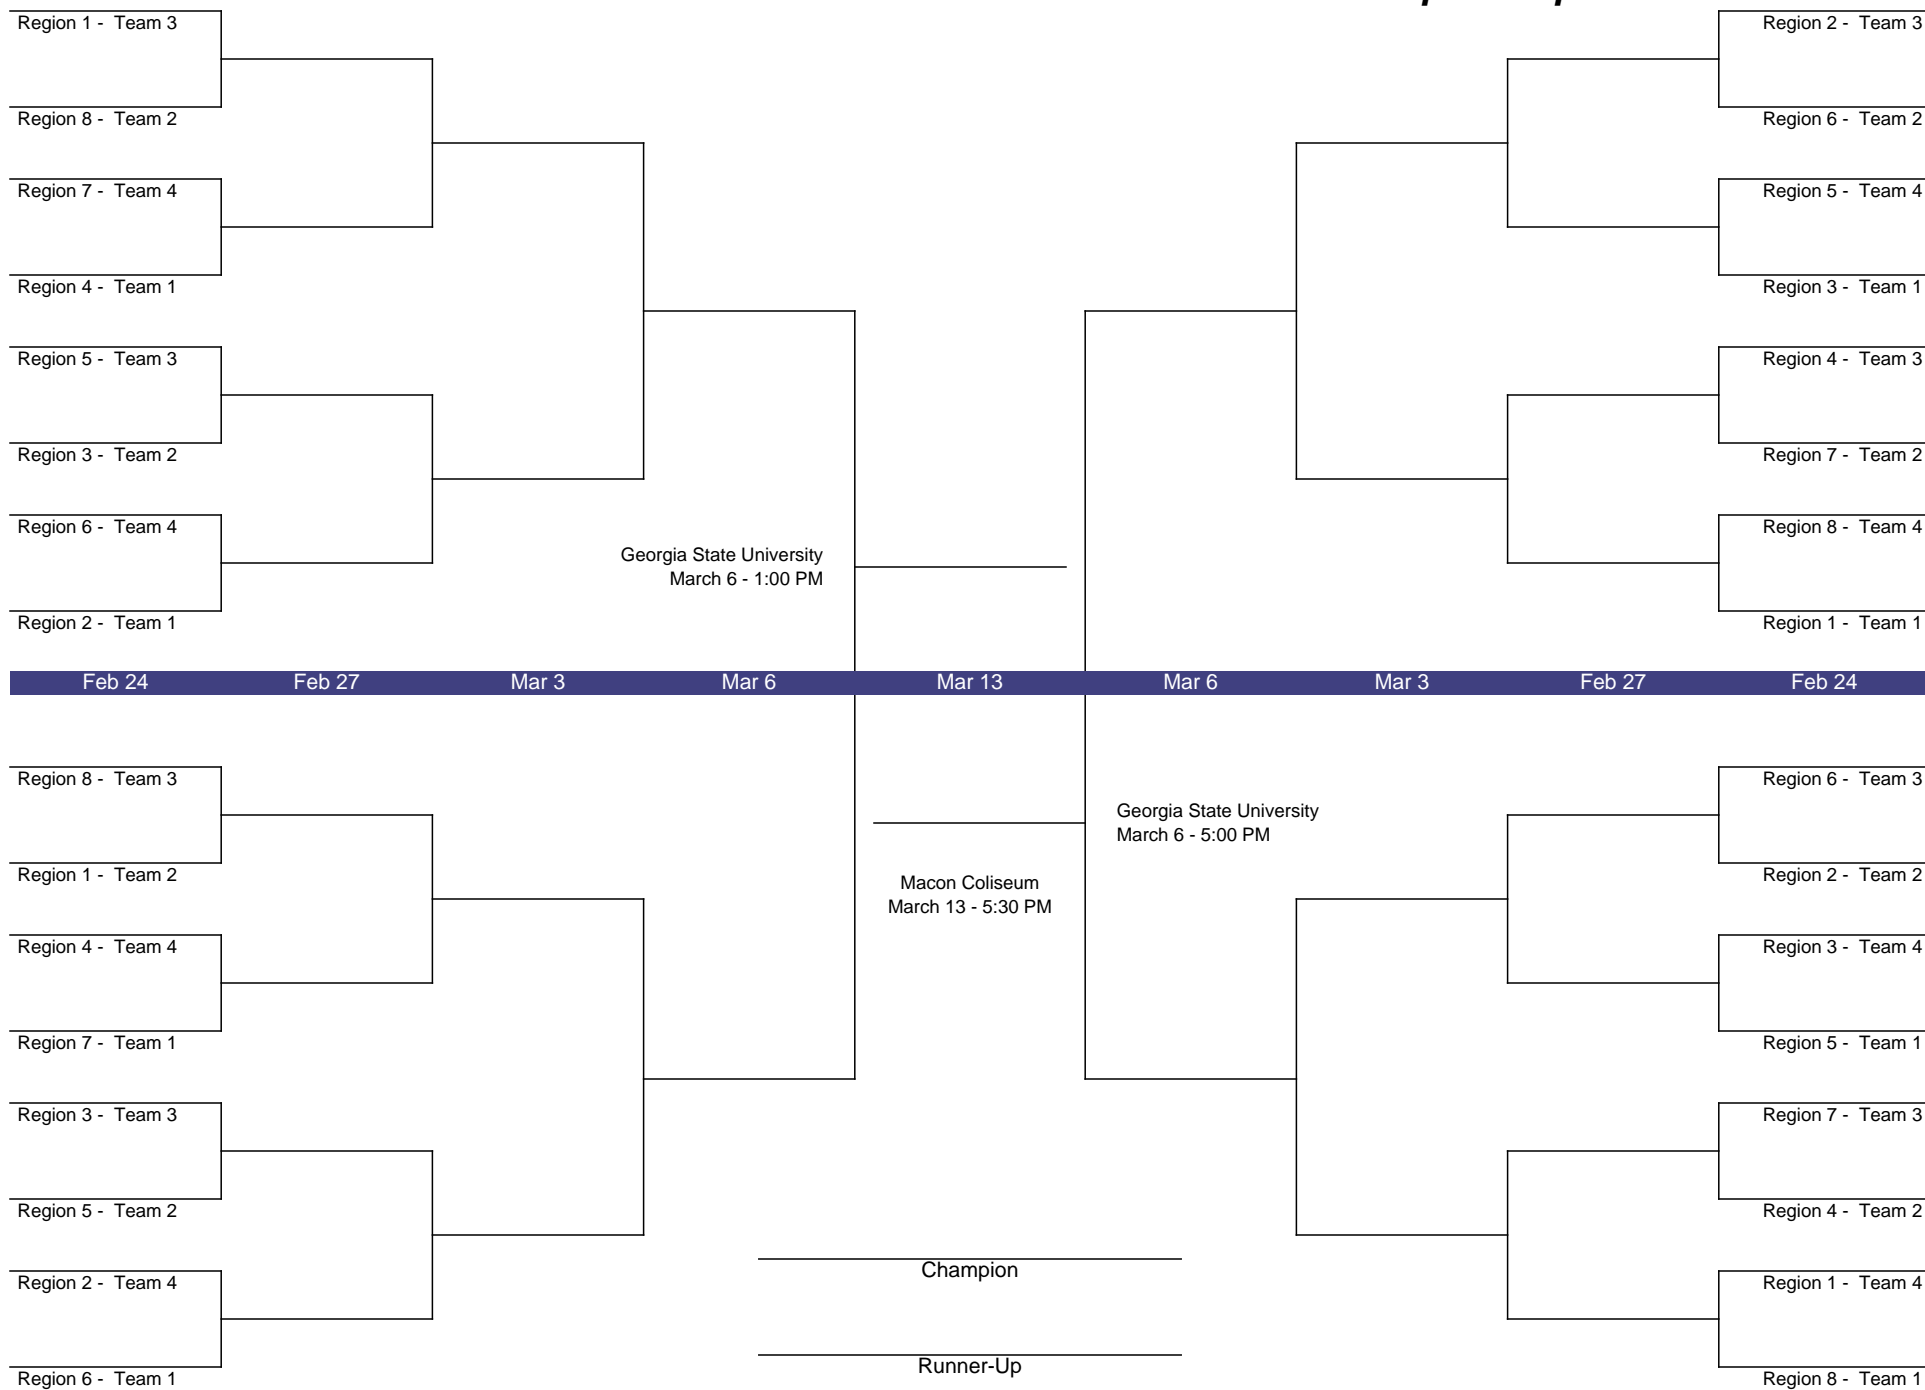 Region 1 - Team 3
Region 2 - Team 3
Region 8 - Team 2
Region 6 - Team 2
Region 7 - Team 4
Region 5 - Team 4
Region 4 - Team 1
Region 3 - Team 1
Region 5 - Team 3
Region 4 - Team 3
Region 3 - Team 2
Region 7 - Team 2
Region 6 - Team 4
Region 8 - Team 4
Georgia State University
March 6 - 1:00 PM
Region 2 - Team 1
Region 1 - Team 1
Feb 24 Feb 27 Mar 3 Mar 6 Mar 13 Mar 6 Mar 3 Feb 27 Feb 24
Region 8 - Team 3
Region 6 - Team 3
Georgia State University
March 6 - 5:00 PM
Region 1 - Team 2
Region 2 - Team 2
Macon Coliseum
March 13 - 5:30 PM
Region 4 - Team 4
Region 3 - Team 4
Region 7 - Team 1
Region 5 - Team 1
Region 3 - Team 3
Region 7 - Team 3
Region 5 - Team 2
Region 4 - Team 2
Champion
Region 2 - Team 4
Region 1 - Team 4
Runner-Up
Region 6 - Team 1
Region 8 - Team 1